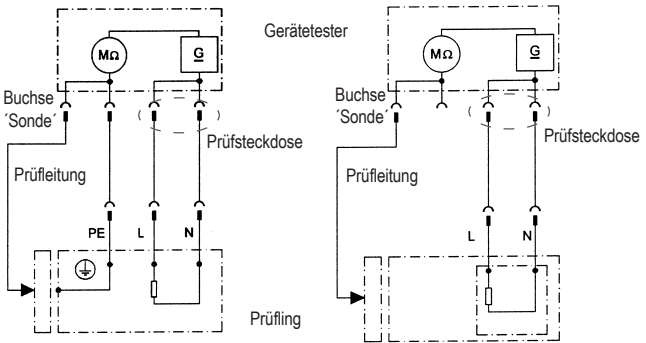 Gerätetester
MΩ
G
MΩ
G
Buchse
´Sonde´
Buchse
´Sonde´
Prüfsteckdose
Prüfsteckdose
Prüfleitung
Prüfleitung
PE
L
N
L
N
Prüfling